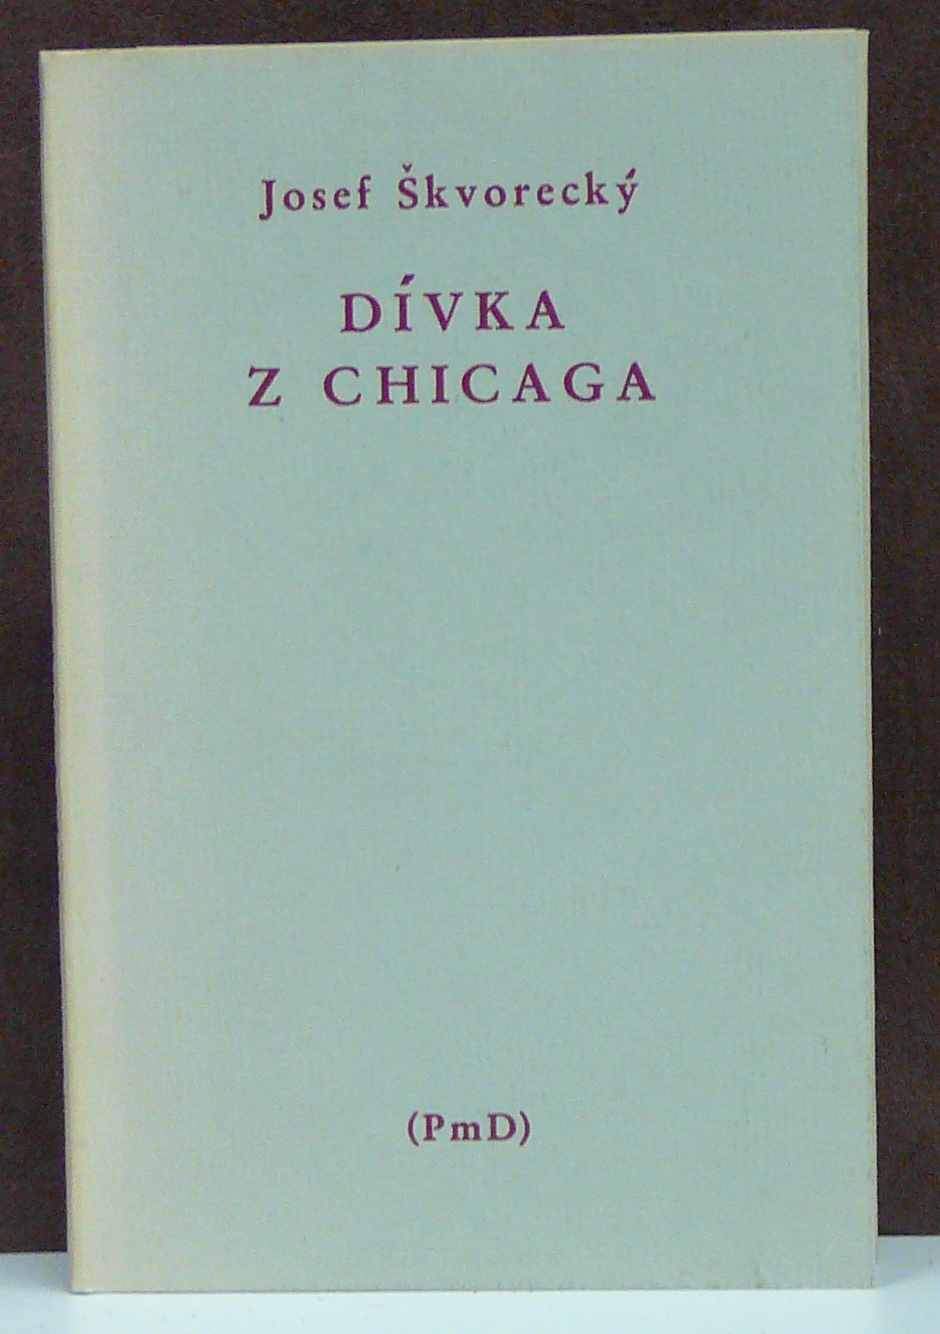 Josef Škvorecký
DÍVKA
Z CHICAGA
(PmD)